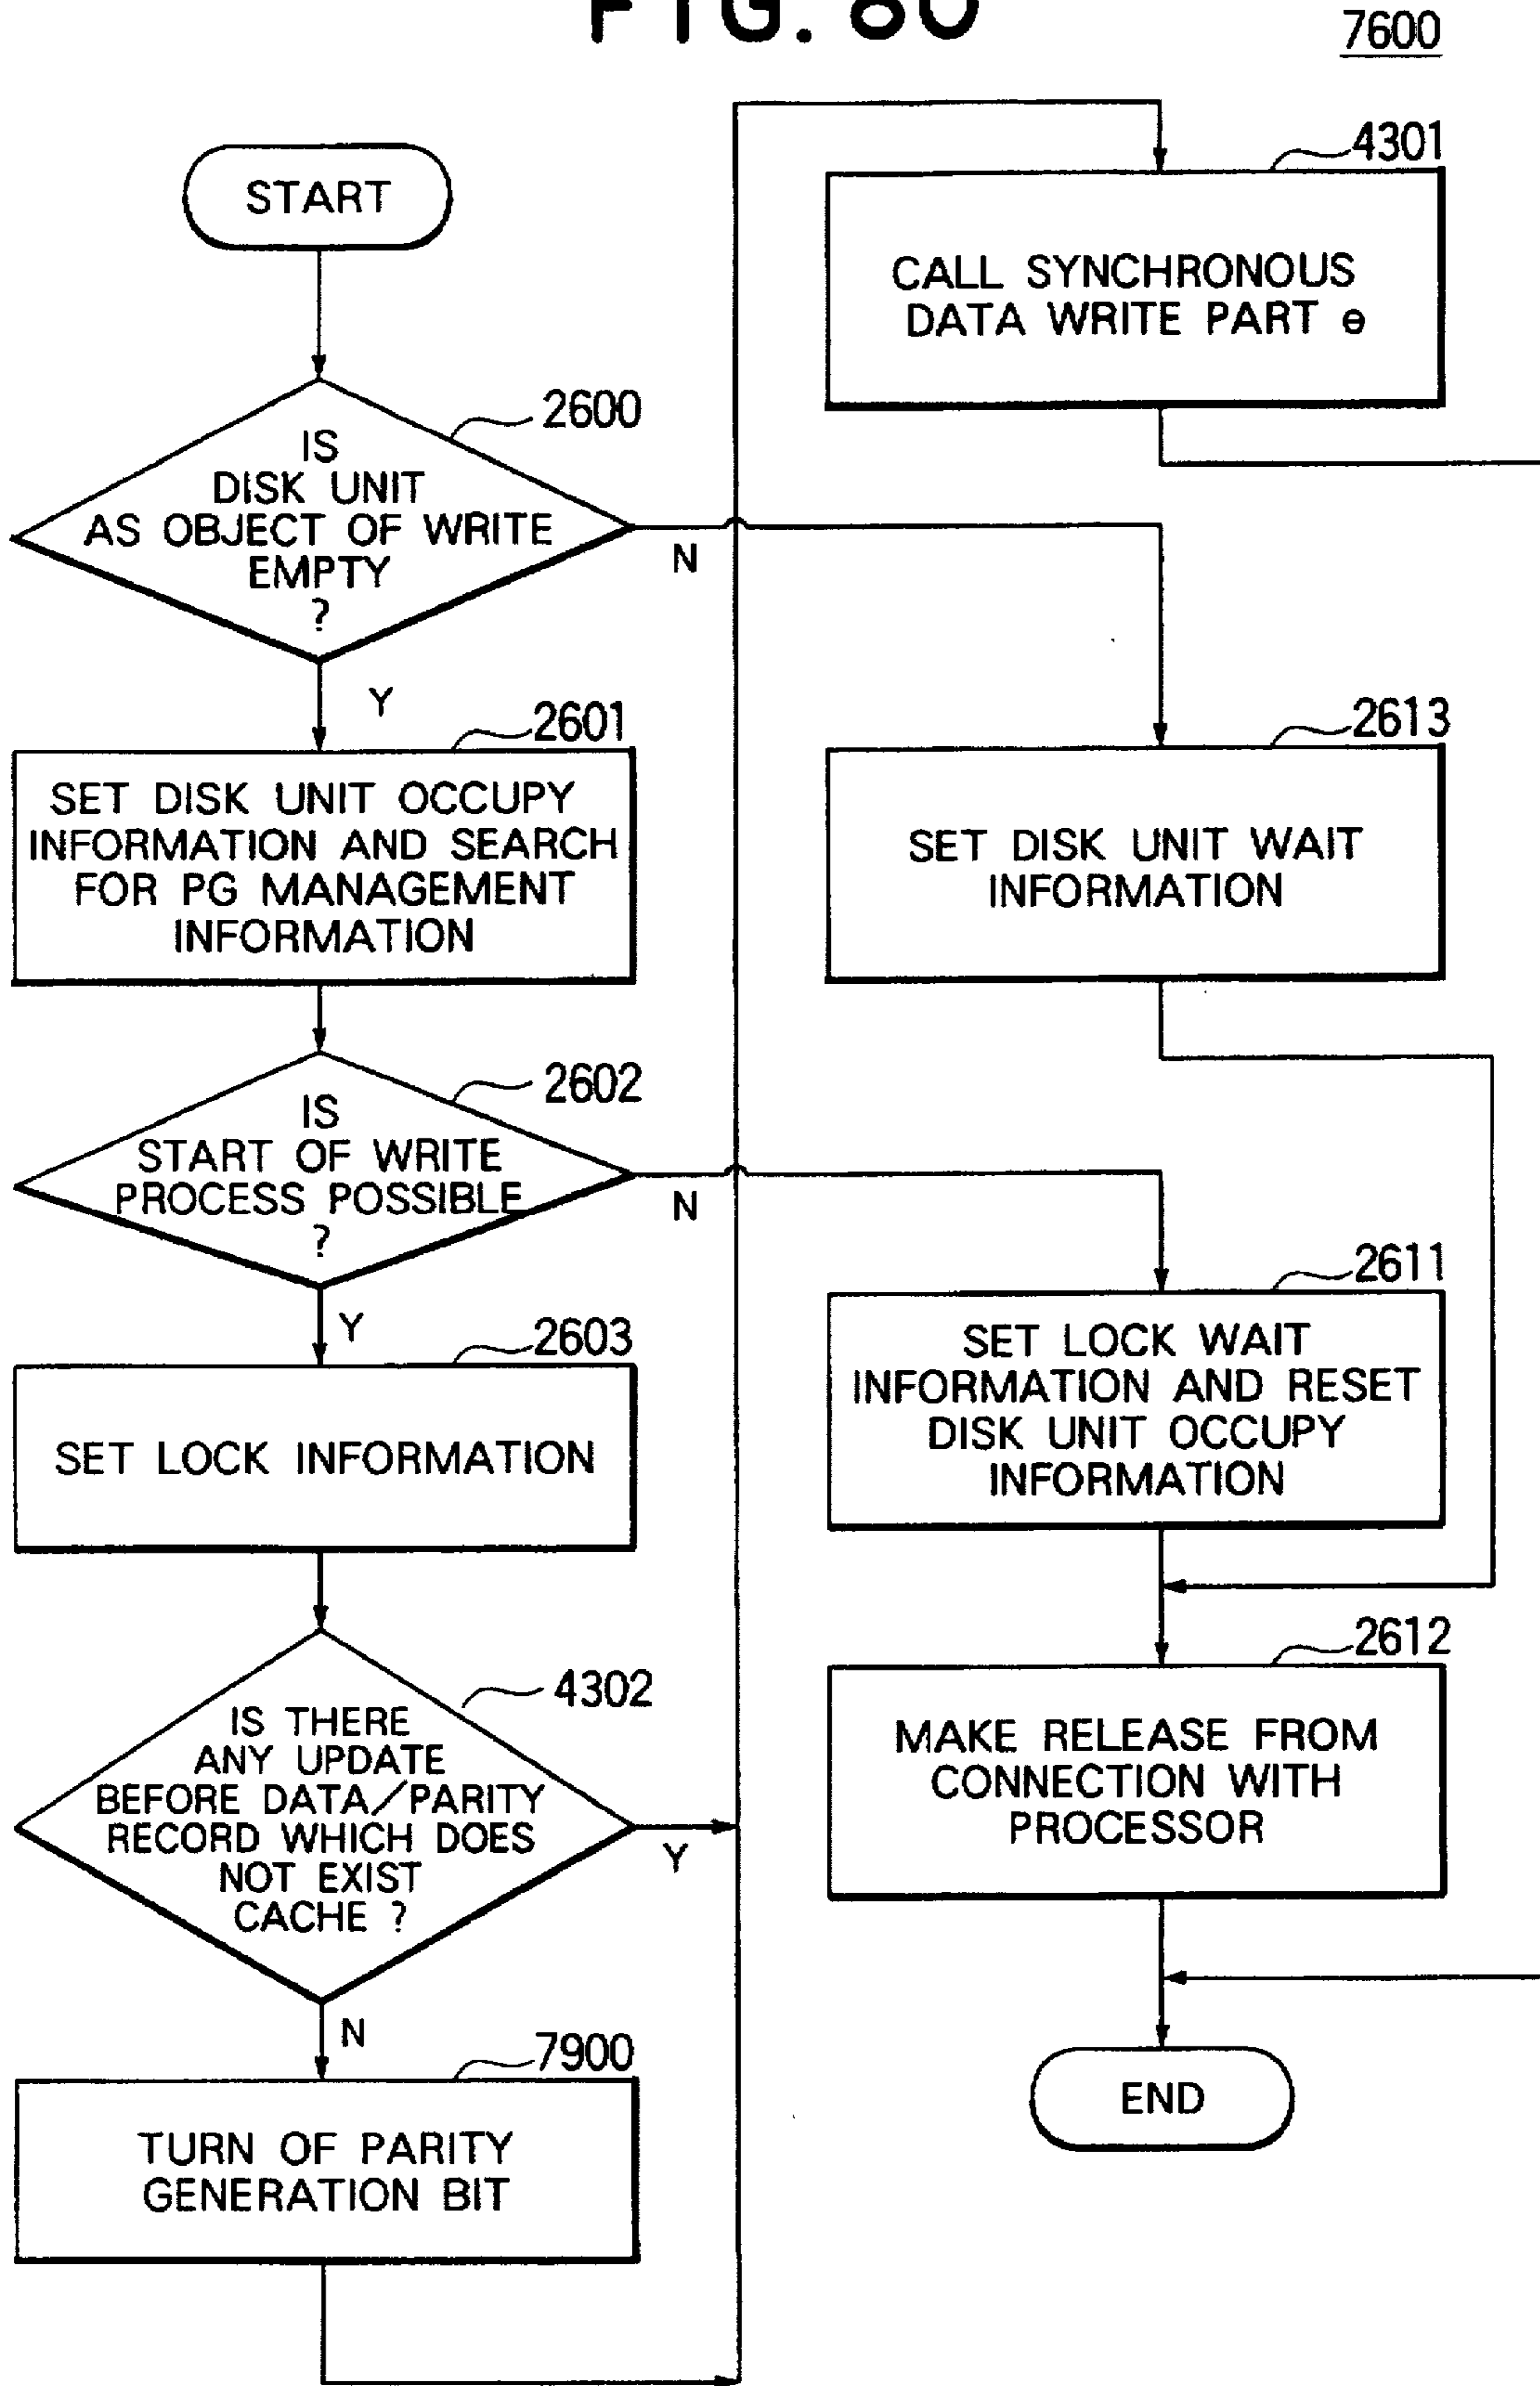 FIG. 80
7600
START
2600
IS
DISK UNIT
AS OBJECT OF WRITE
EMPTY
?
N
Y
2601
SET DISK UNIT OCCUPY
INFORMATION AND SEARCH
FOR PG MANAGEMENT
INFORMATION
2602
IS
START OF WRITE
PROCESS POSSIBLE
?
N
Y
2603
SET LOCK INFORMATION
4302
IS THERE
ANY UPDATE
BEFORE DATA/PARITY
RECORD WHICH DOES
NOT EXIST
CACHE ?
Y
N
7900
TURN OF PARITY
GENERATION BIT
4301
CALL SYNCHRONOUS
DATA WRITE PART e
2613
SET DISK UNIT WAIT
INFORMATION
2611
SET LOCK WAIT
INFORMATION AND RESET
DISK UNIT OCCUPY
INFORMATION
2612
MAKE RELEASE FROM
CONNECTION WITH
PROCESSOR
END